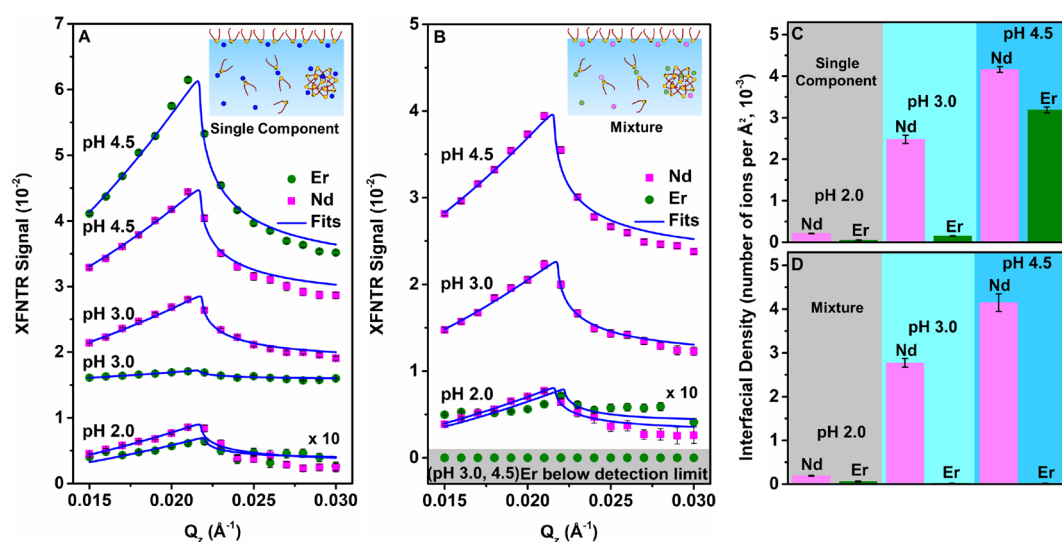 A
Single Component
pH 4.5
pH 4.5
pH 3.0
pH 3.0
pH 2.0
x 10
Er
Nd
Fits
XFNTR Signal (10-2)
7
6
5
4
3
2
1
0
0.015
0.020
0.025
0.030
Qz (Å-1)
B
Mixture
pH 4.5
pH 3.0
pH 2.0
x 10
Nd
Er
Fits
(pH 3.0, 4.5)Er below detection limit
XFNTR Signal (10-2)
5
4
3
2
1
0
0.015
0.020
0.025
0.030
Qz (Å-1)
Interfacial Density (number of ions per Å2, 10-3)
C
pH 4.5
Single
Component
Nd
Er
pH 3.0
Nd
pH 2.0
Nd
Er
Er
5
4
3
2
1
0
D
pH 4.5
Mixture
Nd
pH 3.0
Nd
pH 2.0
Nd
Er
Er
Er
4
3
2
1
0